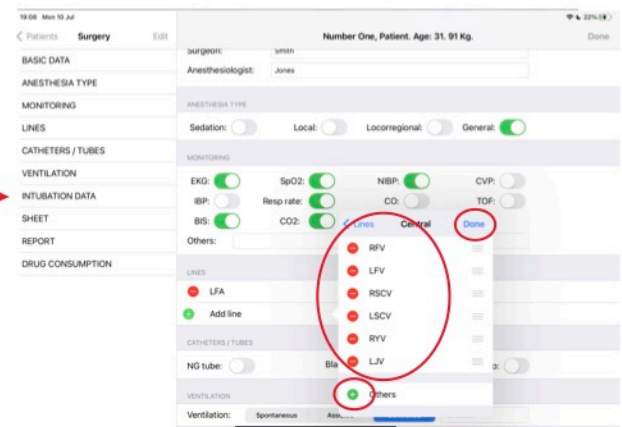 19:08 Mon 10 Jul
22%
Patients Surgery Edit
Number One, Patient. Age: 31. 91 Kg.
Done
BASIC DATA
ANESTHESIA TYPE
MONITORING
LINES
CATHETERS / TUBES
VENTILATION
INTUBATION DATA
SHEET
REPORT
DRUG CONSUMPTION
Surgeon: Smith
Anesthesiologist: Jones
ANESTHESIA TYPE
Sedation: Local: Locorregional: General:
MONITORING
EKG: SpO2: NIBP: CVP:
IBP: Resp rate: CO: TOF:
BIS: CO2:
Others:
Lines Central Done
RFV
LFV
RSCV
LSCV
RYV
LJV
Others
LINES
LFA
Add line
CATHETERS / TUBES
NG tube: Bla
VENTILATION
Ventilation: Spontaneous